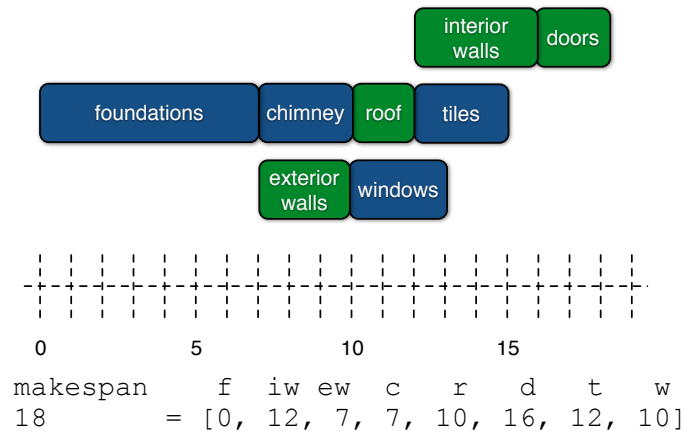 interior
walls
doors
foundations
chimney
roof
tiles
exterior
walls
windows
0 5 10 15
makespan f iw ew c r d t w
18 = [0, 12, 7, 7, 10, 16, 12, 10]